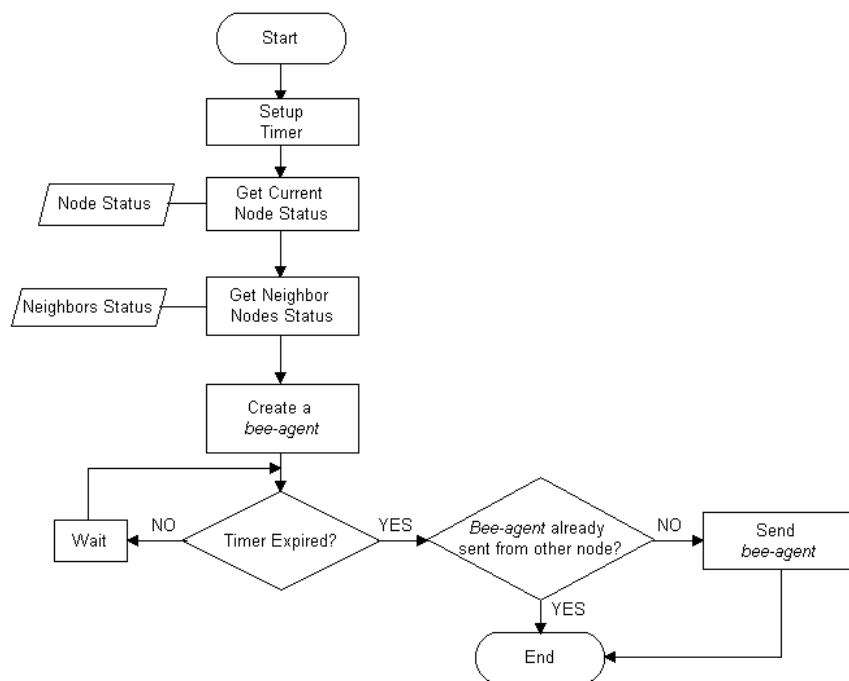 Start
Setup
Timer
Node Status
Get Current
Node Status
Neighbors Status
Get Neighbor
Nodes Status
Create a
bee-agent
Wait
NO
Timer Expired?
YES
Bee-agent already
sent from other node?
NO
Send
bee-agent
YES
End